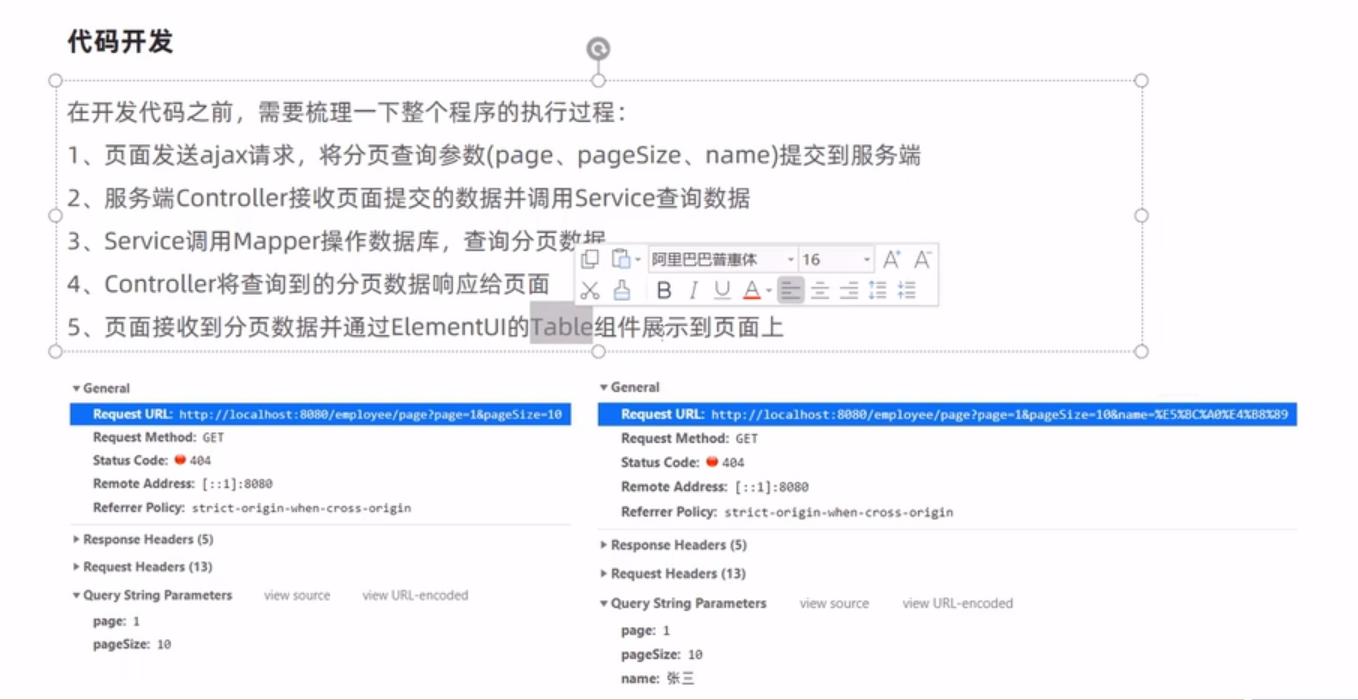 代码开发
在开发代码之前，需要梳理一下整个程序的执行过程：
1、页面发送ajax请求，将分页查询参数(page、pageSize、name)提交到服务端
2、服务端Controller接收页面提交的数据并调用Service查询数据
3、Service调用Mapper操作数据库，查询分页数据
阿里巴巴普惠体 16 A+ A-
4、Controller将查询到的分页数据响应给页面
B I U A
5、页面接收到分页数据并通过ElementUI的Table组件展示到页面上
General
Request URL: http://localhost:8080/employee/page?page=1&pageSize=10
Request Method: GET
Status Code: 404
Remote Address: [::1]:8080
Referrer Policy: strict-origin-when-cross-origin
Response Headers (5)
Request Headers (13)
Query String Parameters view source view URL-encoded
page: 1
pageSize: 10
General
Request URL: http://localhost:8080/employee/page?page=1&pageSize=10&name=%E5%BC%A0%E4%B8%89
Request Method: GET
Status Code: 404
Remote Address: [::1]:8080
Referrer Policy: strict-origin-when-cross-origin
Response Headers (5)
Request Headers (13)
Query String Parameters view source view URL-encoded
page: 1
pageSize: 10
name: 张三